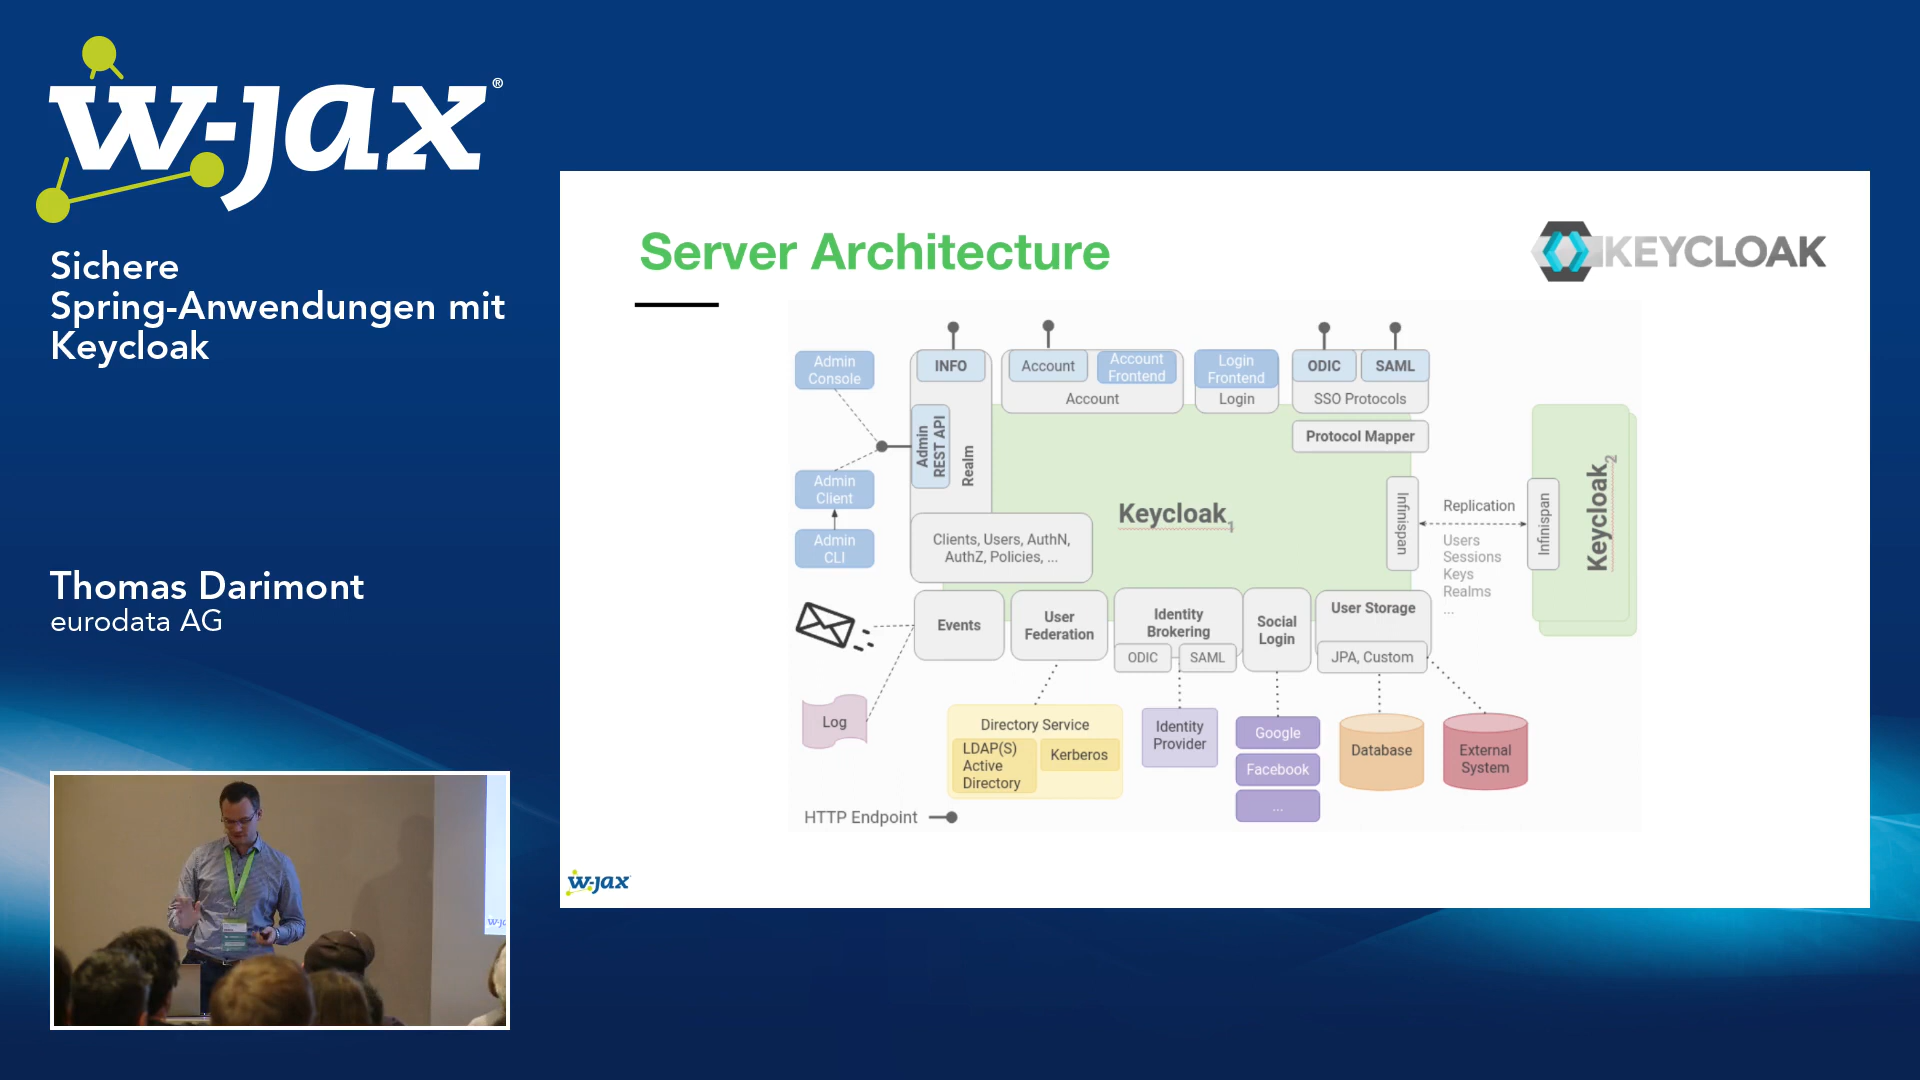 w-jax®
Sichere
Spring-Anwendungen mit
Keycloak
Thomas Darimont
eurodata AG
Server Architecture
KEYCLOAK
Admin
Console
INFO
Account
Account
Frontend
Account
Login
Frontend
Login
ODIC
SAML
SSO Protocols
Protocol Mapper
Admin
REST API
Realm
Admin
Client
Admin
CLI
Clients, Users, AuthN,
AuthZ, Policies, ...
Keycloak1
Infinispan
Replication
Users
Sessions
Keys
Realms
...
Infinispan
Keycloak2
Events
User
Federation
Identity
Brokering
ODIC
SAML
Social
Login
User Storage
JPA, Custom
Log
Directory Service
LDAP(S)
Active
Directory
Kerberos
Identity
Provider
Google
Facebook
...
Database
External
System
HTTP Endpoint
w-jax